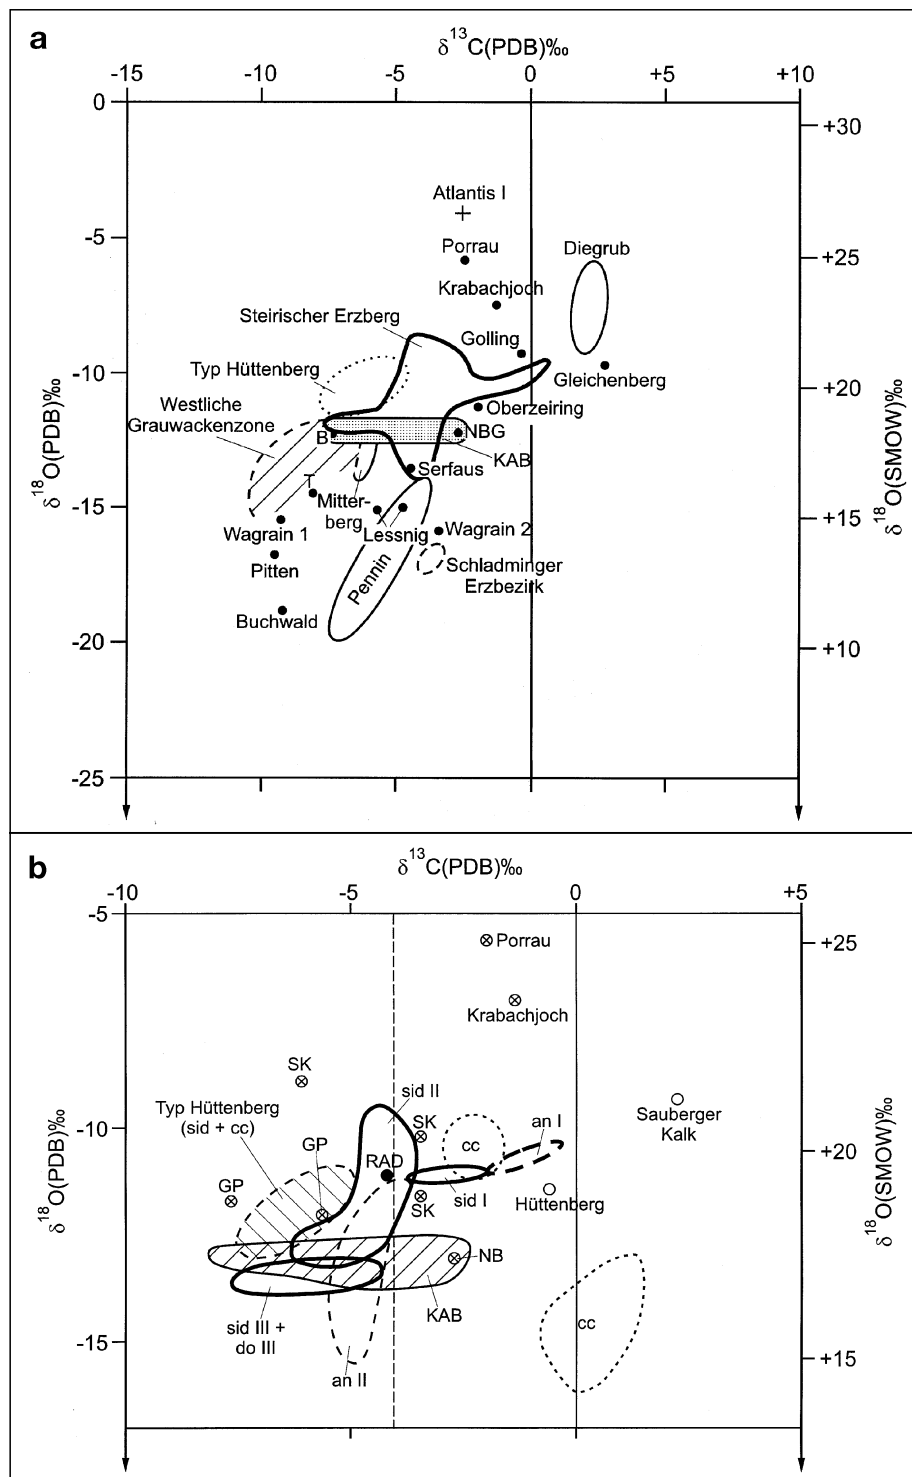 a
δ¹³C(PDB)‰
-15 -10 -5 0 +5 +10
0
+30
Atlantis I
-5
Porrau
Diegrub
+25
Krabachjoch
Steirischer Erzberg
Golling
-10
Typ Hüttenberg
Gleichenberg
+20
Westliche
Grauwackenzone
Oberzeiring
B
NBG
KAB
Serfaus
δ¹⁸O(PDB)‰
δ¹⁸O(SMOW)‰
T
Mitter-
berg
-15
+15
Wagrain 1
Lessnig
Wagrain 2
Pitten
Pennin
Schladminger
Erzbezirk
Buchwald
-20
+10
-25
b
δ¹³C(PDB)‰
-10 -5 0 +5
-5
Porrau
+25
Krabachjoch
SK
sid II
Typ Hüttenberg
(sid + cc)
SK
an I
Sauberger
Kalk
-10
GP
cc
+20
RAD
GP
sid I
SK
Hüttenberg
δ¹⁸O(PDB)‰
δ¹⁸O(SMOW)‰
NB
KAB
sid III +
do III
cc
-15
+15
an II